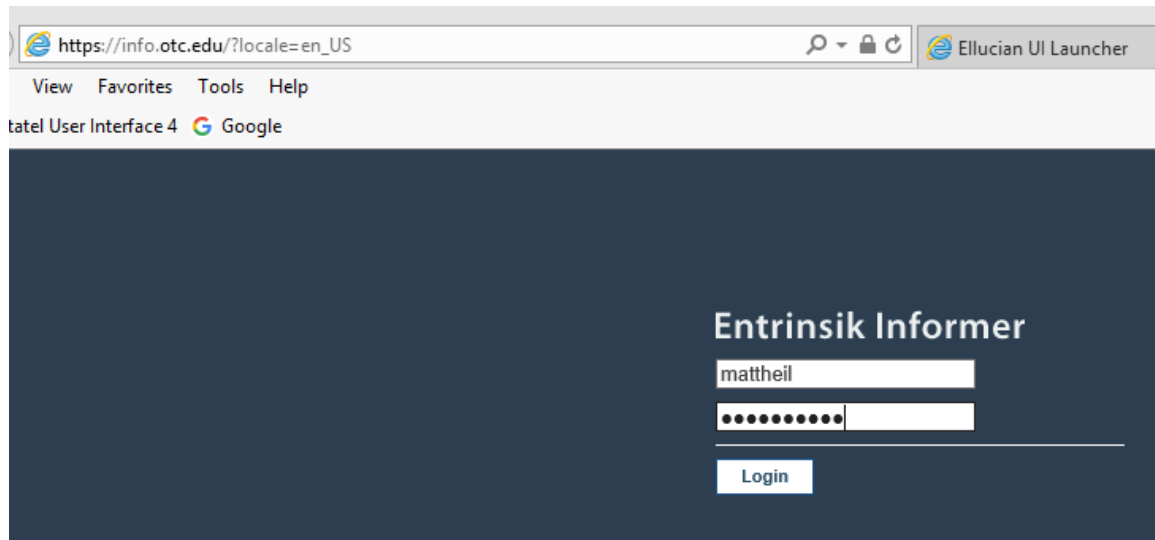 https://info.otc.edu/?locale=en_US
Ellucian UI Launcher
View Favorites Tools Help
tatel User Interface 4 Google
Entrinsik Informer
mattheil
••••••••••
Login